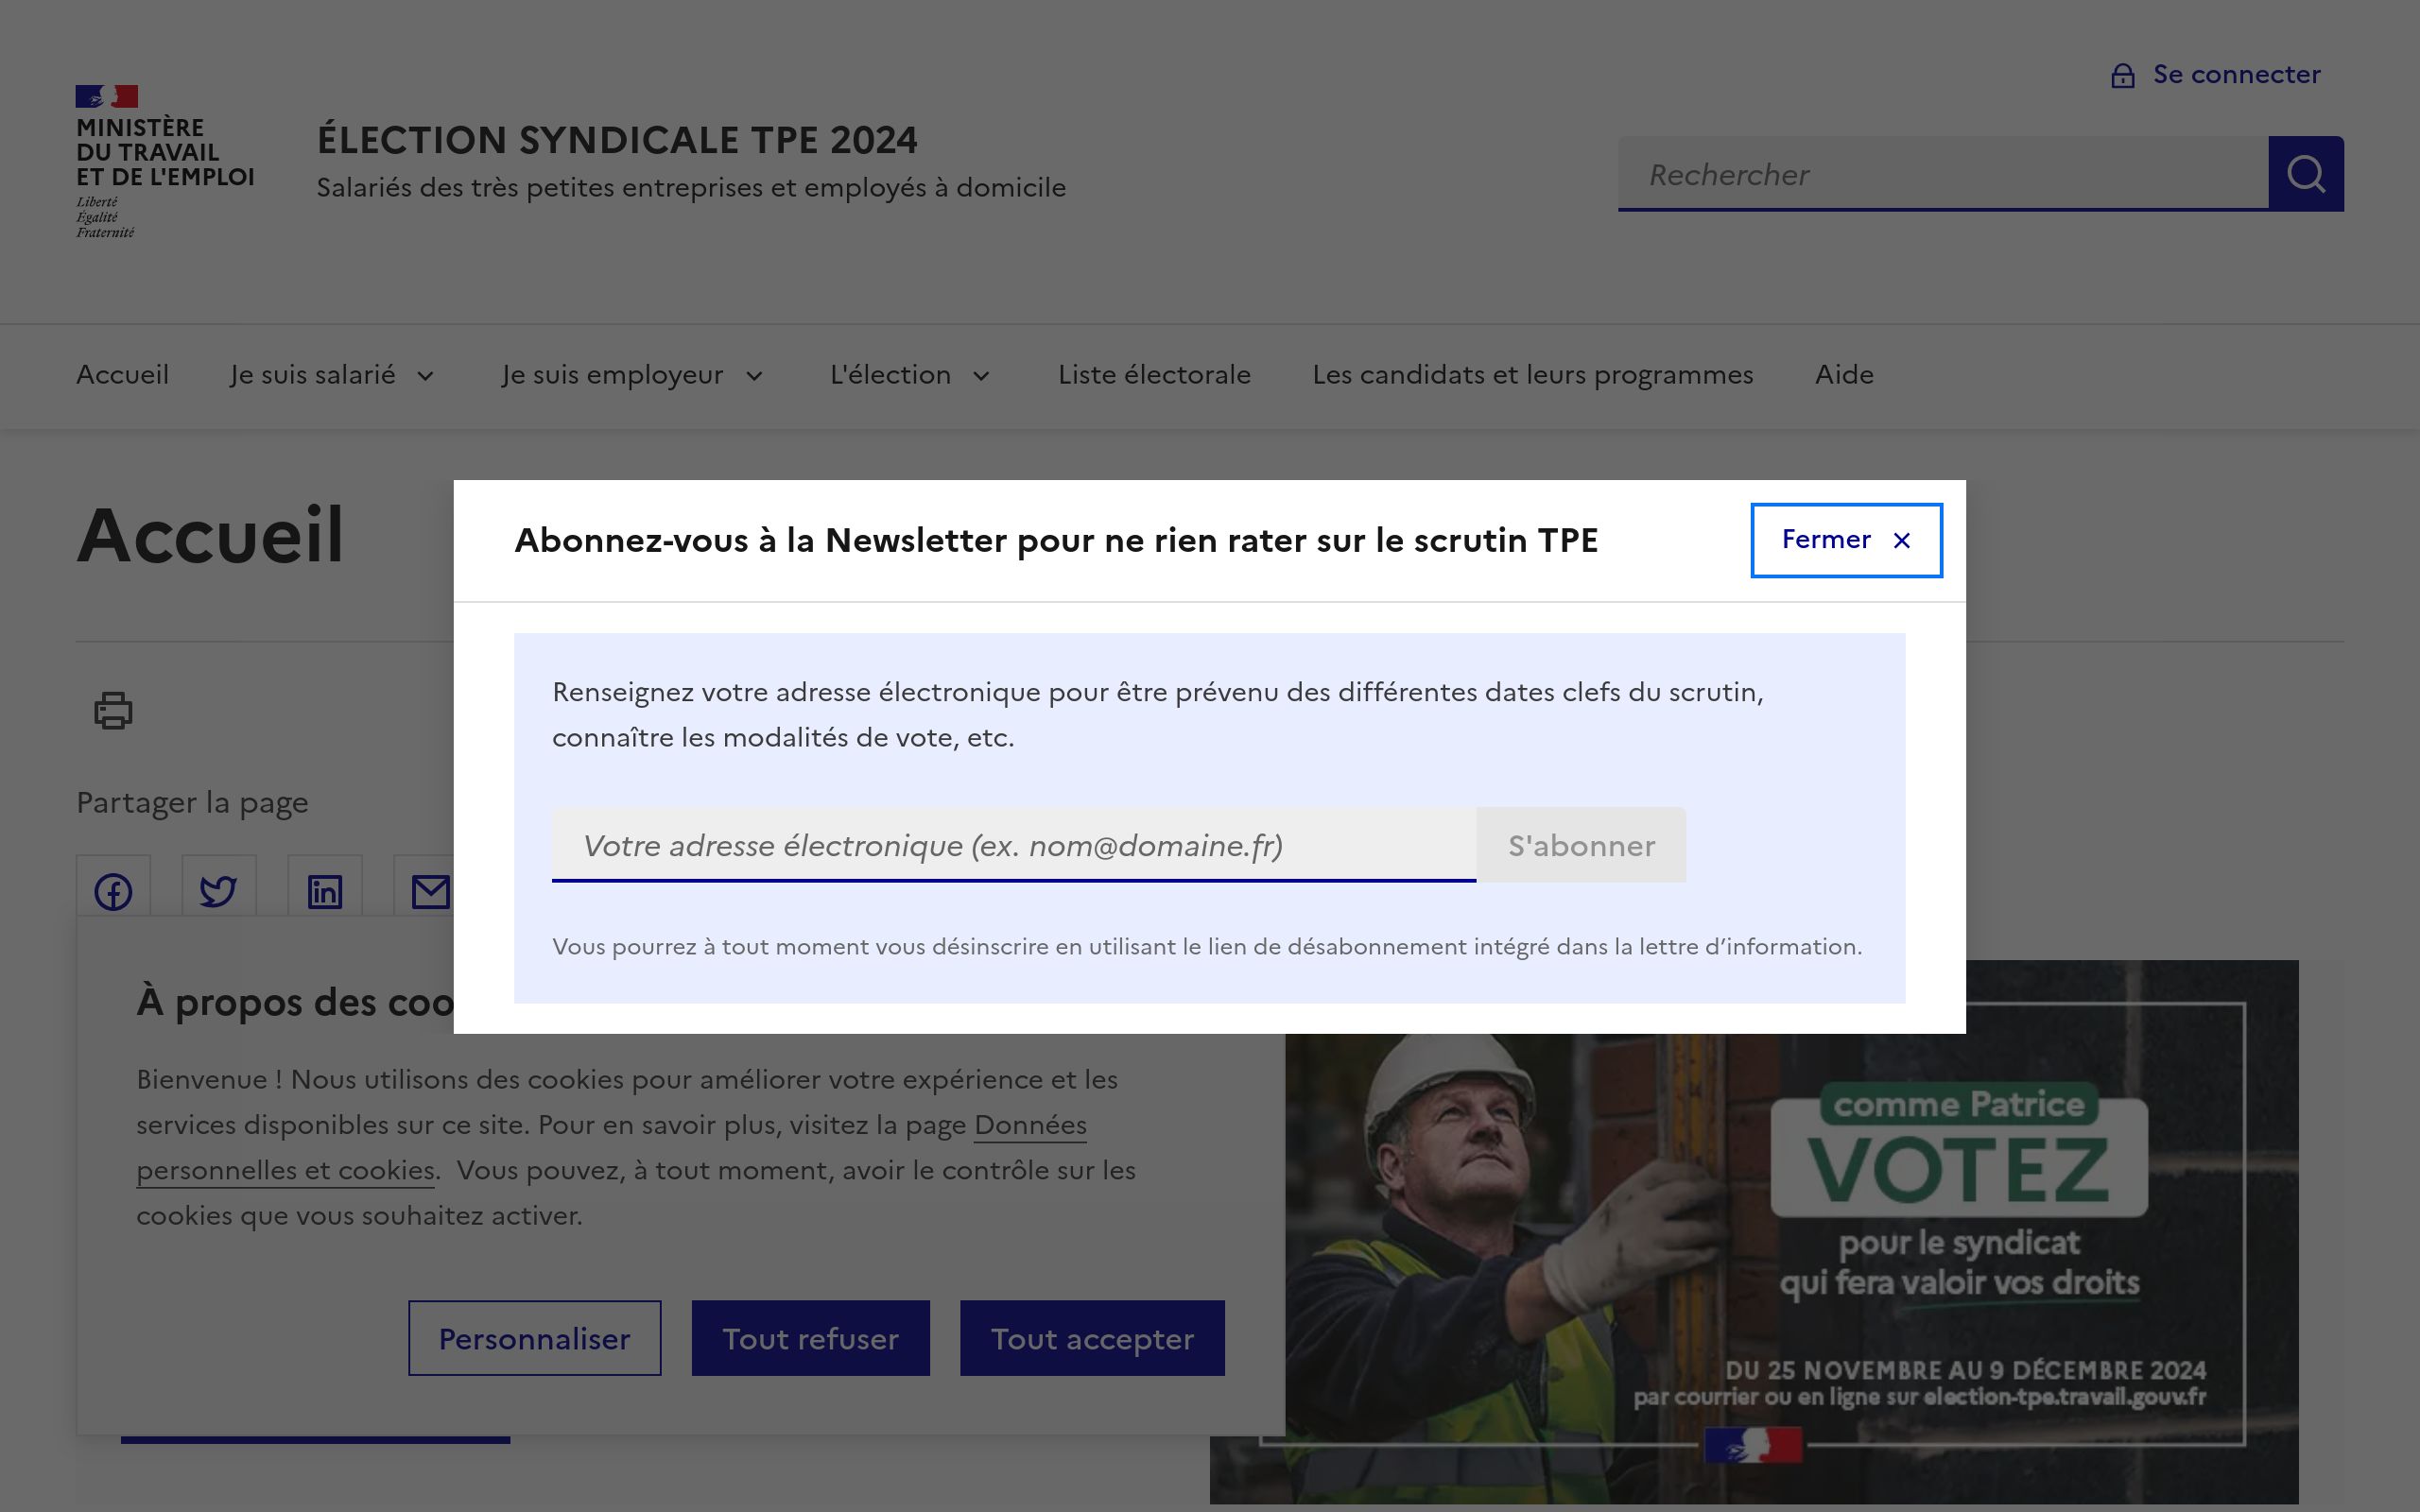 MINISTÈRE
DU TRAVAIL
ET DE L'EMPLOI
Liberté
Égalité
Fraternité
ÉLECTION SYNDICALE TPE 2024
Salariés des très petites entreprises et employés à domicile
Se connecter
Rechercher
Accueil
Je suis salarié
Je suis employeur
L'élection
Liste électorale
Les candidats et leurs programmes
Aide
Accueil
Abonnez-vous à la Newsletter pour ne rien rater sur le scrutin TPE
Fermer
Renseignez votre adresse électronique pour être prévenu des différentes dates clefs du scrutin,
connaître les modalités de vote, etc.
Votre adresse électronique (ex. nom@domaine.fr)
S'abonner
Vous pourrez à tout moment vous désinscrire en utilisant le lien de désabonnement intégré dans la lettre d’information.
Partager la page
À propos des coo
Bienvenue ! Nous utilisons des cookies pour améliorer votre expérience et les
services disponibles sur ce site. Pour en savoir plus, visitez la page Données
personnelles et cookies.  Vous pouvez, à tout moment, avoir le contrôle sur les
cookies que vous souhaitez activer.
Personnaliser
Tout refuser
Tout accepter
comme Patrice
VOTEZ
pour le syndicat
qui fera valoir vos droits
DU 25 NOVEMBRE AU 9 DÉCEMBRE 2024
par courrier ou en ligne sur election-tpe.travail.gouv.fr